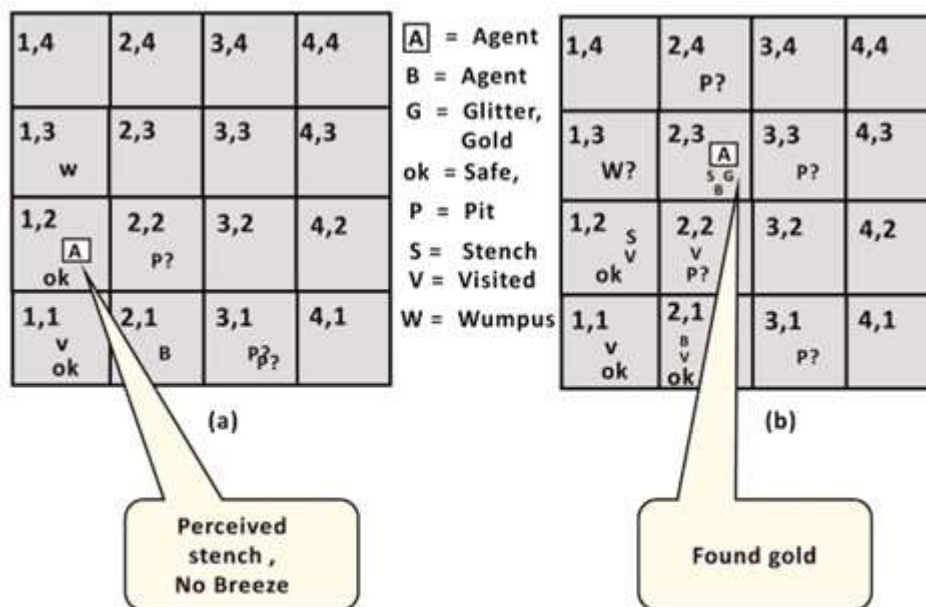 1,4 2,4 3,4 4,4
1,3 2,3 3,3 4,3
W
1,2 2,2 3,2 4,2
A
P?
ok
1,1 2,1 3,1 4,1
v
B
P?
P?
ok
(a)
Perceived
stench ,
No Breeze
A = Agent
B = Agent
G = Glitter,
Gold
ok = Safe,
P = Pit
S = Stench
V = Visited
W = Wumpus
1,4 2,4 3,4 4,4
P?
1,3 2,3 3,3 4,3
A
W?
S G
P?
B
1,2 2,2 3,2 4,2
S
V V
ok P?
1,1 2,1 3,1 4,1
B
v V P?
ok ok
(b)
Found gold